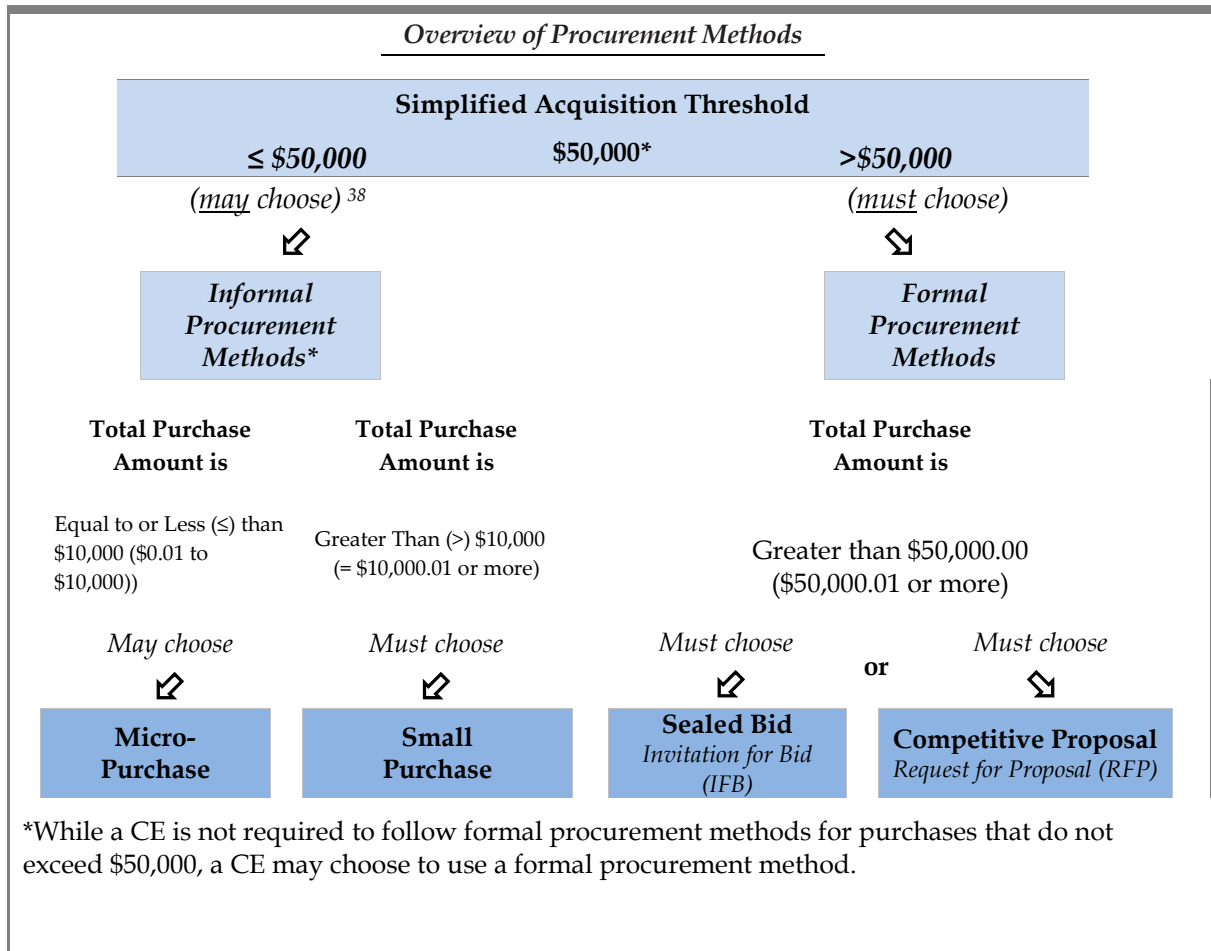 Overview of Procurement Methods
Simplified Acquisition Threshold
≤ $50,000
$50,000*
>$50,000
(may choose) 38
(must choose)
Informal
Procurement
Methods*
Formal
Procurement
Methods
Total Purchase
Amount is
Total Purchase
Amount is
Total Purchase
Amount is
Equal to or Less (≤) than
$10,000 ($0.01 to
$10,000))
Greater Than (>) $10,000
(= $10,000.01 or more)
Greater than $50,000.00
($50,000.01 or more)
May choose
Must choose
Must choose
or
Must choose
Micro-
Purchase
Small
Purchase
Sealed Bid
Invitation for Bid
(IFB)
Competitive Proposal
Request for Proposal (RFP)
*While a CE is not required to follow formal procurement methods for purchases that do not
exceed $50,000, a CE may choose to use a formal procurement method.